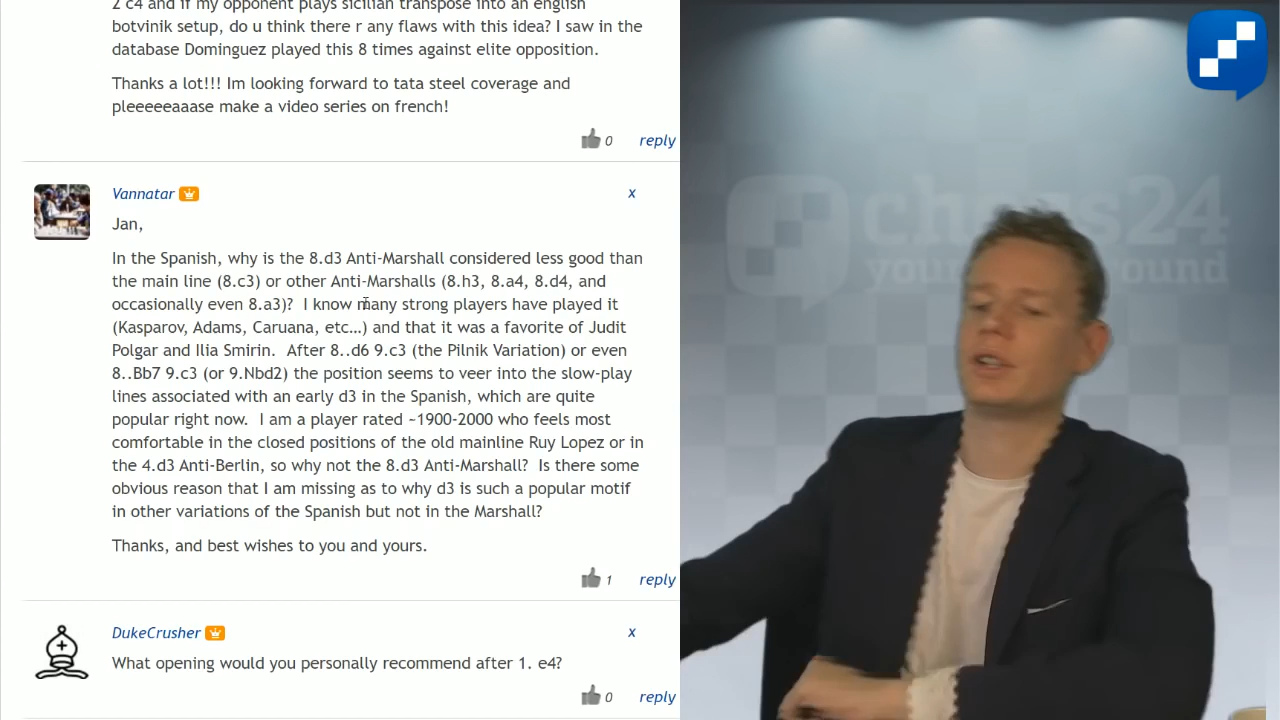 2 c4 and if my opponent plays sicilian transpose into an english
botvinik setup, do u think there r any flaws with this idea? I saw in the
database Dominguez played this 8 times against elite opposition.
Thanks a lot!!! Im looking forward to tata steel coverage and
pleeeeeaaase make a video series on french!
0 reply
Vannatar x
Jan,
In the Spanish, why is the 8.d3 Anti-Marshall considered less good than
the main line (8.c3) or other Anti-Marshalls (8.h3, 8.a4, 8.d4, and
occasionally even 8.a3)? I know many strong players have played it
(Kasparov, Adams, Caruana, etc...) and that it was a favorite of Judit
Polgar and Ilia Smirin. After 8..d6 9.c3 (the Pilnik Variation) or even
8..Bb7 9.c3 (or 9.Nbd2) the position seems to veer into the slow-play
lines associated with an early d3 in the Spanish, which are quite
popular right now. I am a player rated ~1900-2000 who feels most
comfortable in the closed positions of the old mainline Ruy Lopez or in
the 4.d3 Anti-Berlin, so why not the 8.d3 Anti-Marshall? Is there some
obvious reason that I am missing as to why d3 is such a popular motif
in other variations of the Spanish but not in the Marshall?
Thanks, and best wishes to you and yours.
1 reply
DukeCrusher x
What opening would you personally recommend after 1. e4?
0 reply
chess24